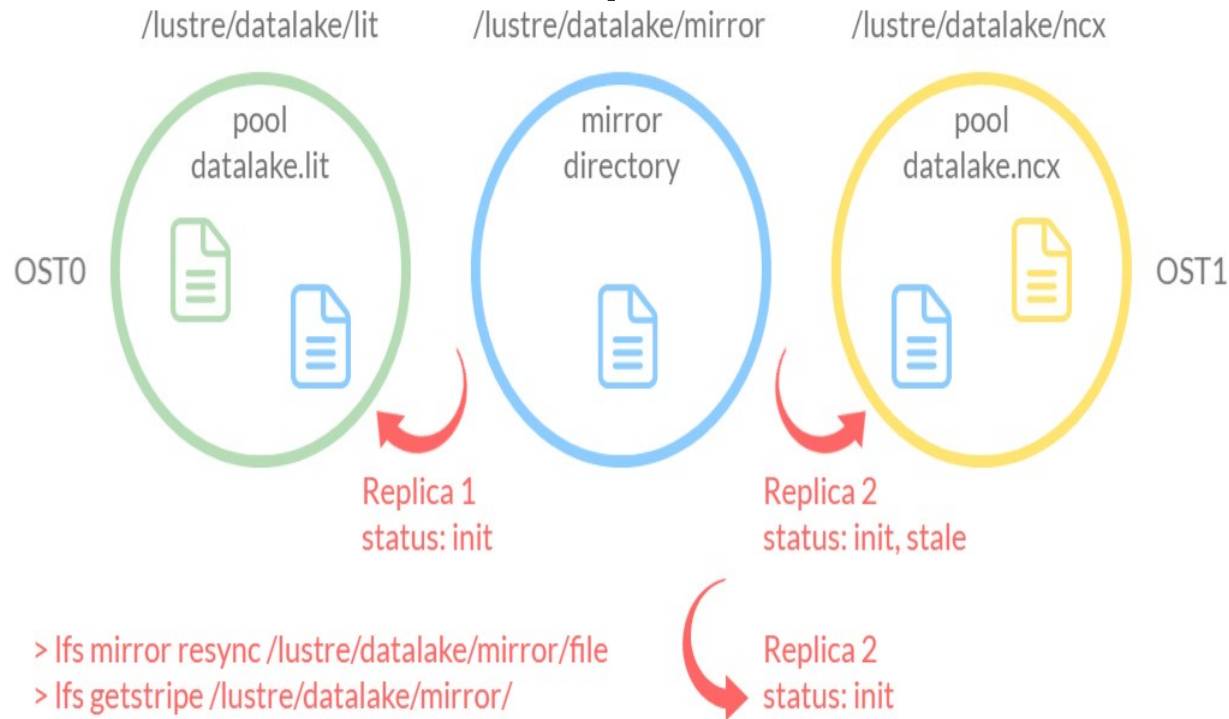 /lustre/datalake/lit
/lustre/datalake/mirror
/lustre/datalake/ncx
pool
datalake.lit
mirror
directory
pool
datalake.ncx
OST0
OST1
Replica 1
status: init
Replica 2
status: init, stale
> lfs mirror resync /lustre/datalake/mirror/file
> lfs getstripe /lustre/datalake/mirror/
Replica 2
status: init